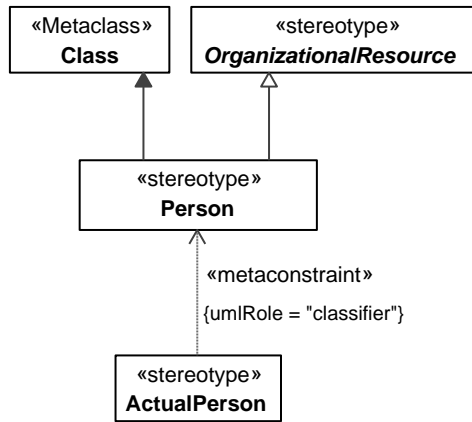 «Metaclass»
Class
«stereotype»
OrganizationalResource
«stereotype»
Person
«metaconstraint»
{umlRole = "classifier"}
«stereotype»
ActualPerson